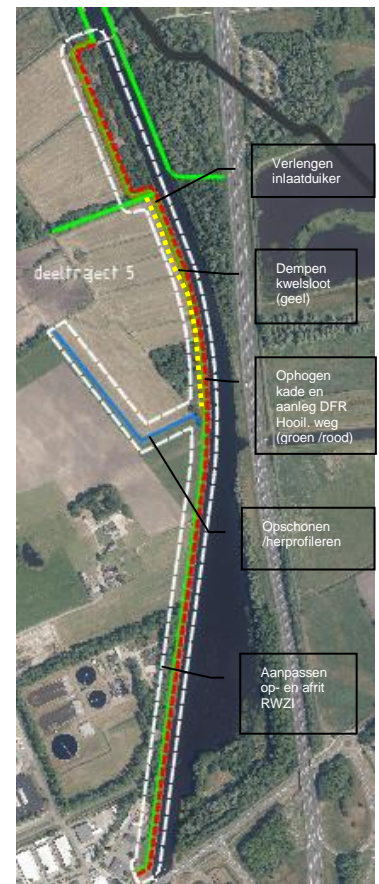 Verlengen
inlaatduiker
deeltraject 5
Dempen
kwelsloot
(geel)
Ophogen
kade en
aanleg DFR
Hooil. weg
(groen /rood)
Opschonen
/herprofileren
Aanpassen
op- en afrit
RWZI